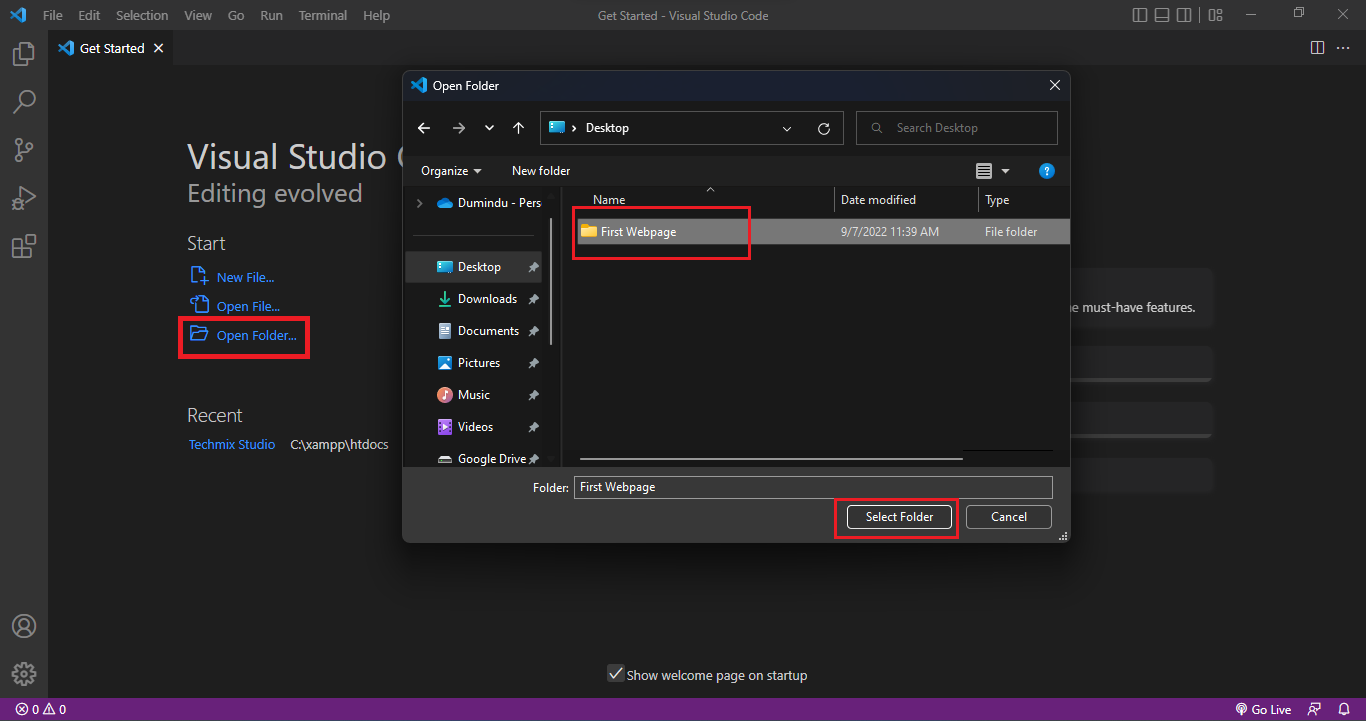 File Edit Selection View Go Run Terminal Help
Get Started - Visual Studio Code
Get Started
Visual Studio C
Editing evolved
Start
New File...
Open File...
Open Folder...
Recent
Techmix Studio C:\xampp\htdocs
Open Folder
Desktop
Search Desktop
Organize
New folder
?
Dumindu - Pers
Desktop
Downloads
Documents
Pictures
Music
Videos
Google Drive
Name Date modified Type
First Webpage 9/7/2022 11:39 AM File folder
Folder: First Webpage
Select Folder Cancel
must-have features.
Show welcome page on startup
0 0
Go Live